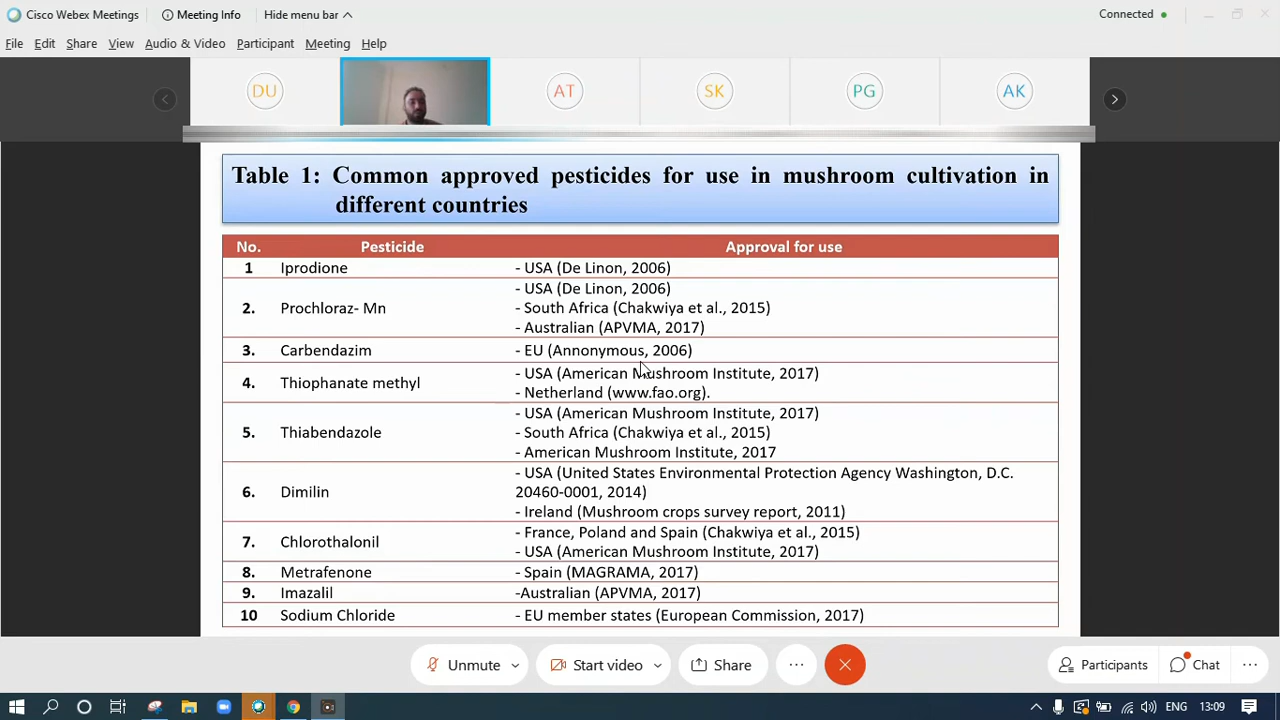 Cisco Webex Meetings
Meeting Info
Hide menu bar
Connected
File Edit Share View Audio & Video Participant Meeting Help
DU AT SK PG AK
Table 1: Common approved pesticides for use in mushroom cultivation in
different countries
No. Pesticide Approval for use
1 Iprodione - USA (De Linon, 2006)
- USA (De Linon, 2006)
2. Prochloraz- Mn - South Africa (Chakwiya et al., 2015)
- Australian (APVMA, 2017)
3. Carbendazim - EU (Annonymous, 2006)
4. Thiophanate methyl - USA (American Mushroom Institute, 2017)
- Netherland (www.fao.org).
- USA (American Mushroom Institute, 2017)
5. Thiabendazole - South Africa (Chakwiya et al., 2015)
- American Mushroom Institute, 2017
- USA (United States Environmental Protection Agency Washington, D.C.
6. Dimilin 20460-0001, 2014)
- Ireland (Mushroom crops survey report, 2011)
7. Chlorothalonil - France, Poland and Spain (Chakwiya et al., 2015)
- USA (American Mushroom Institute, 2017)
8. Metrafenone - Spain (MAGRAMA, 2017)
9. Imazalil -Australian (APVMA, 2017)
10 Sodium Chloride - EU member states (European Commission, 2017)
Unmute Start video Share Participants Chat
ENG 13:09